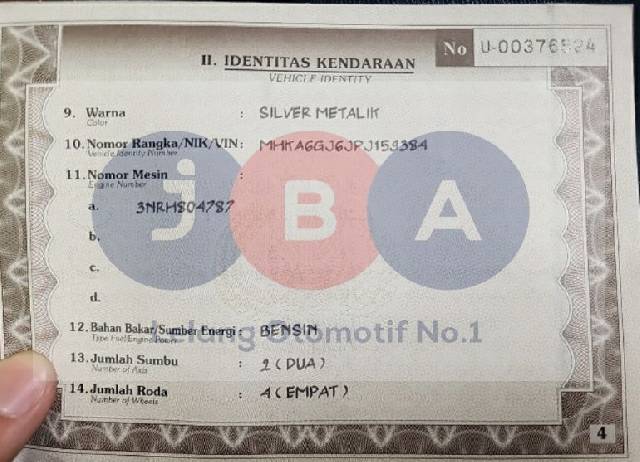 No U-00376524
II. IDENTITAS KENDARAAN
VEHICLE IDENTITY
9. Warna : SILVER METALIK
Color
10. Nomor Rangka/NIK/VIN: MHKA6GJ6JPJ159384
Vehicle Identity Number
11. Nomor Mesin :
Engine Number
a. 3NRH804787
b.
c.
d.
12. Bahan Bakar/Sumber Energi : BENSIN
Type Fuel/Engine Power
13. Jumlah Sumbu : 2 (DUA)
Number of Axis
14. Jumlah Roda : 4 (EMPAT)
Number of Wheels
4
JBA
Lelang Otomotif No.1